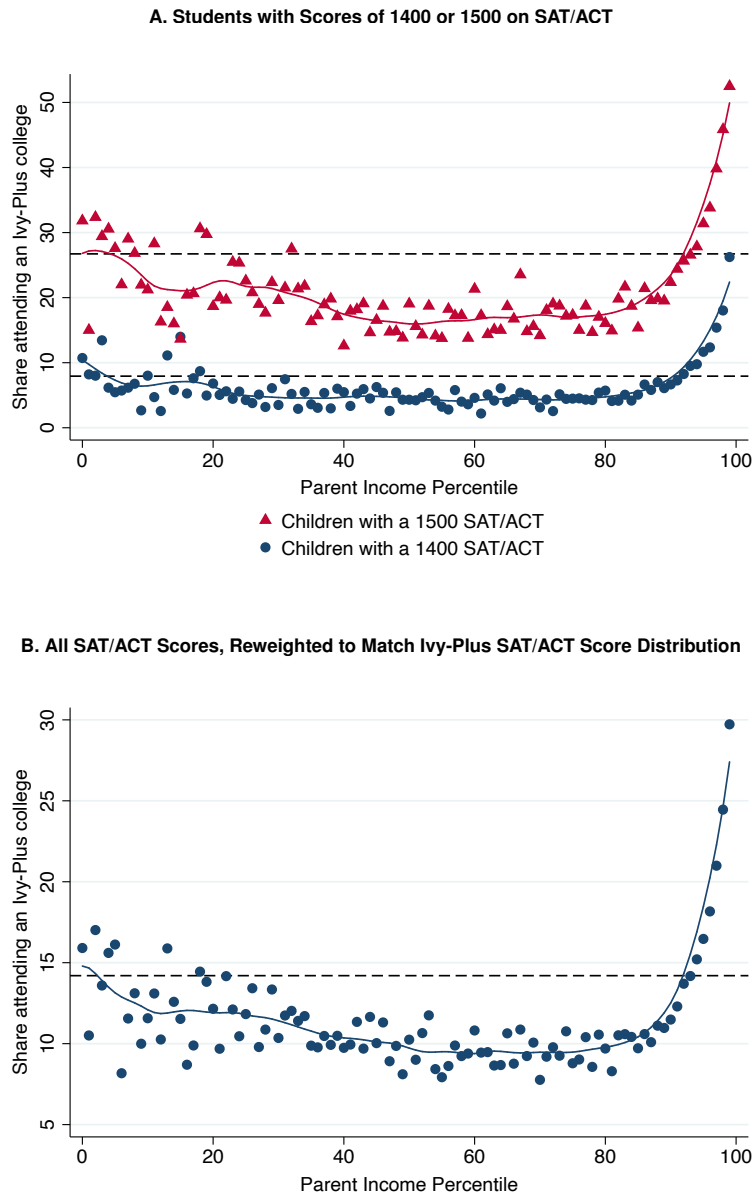 A. Students with Scores of 1400 or 1500 on SAT/ACT
Share attending an Ivy-Plus college
50
40
30
20
10
0
0 20 40 60 80 100
Parent Income Percentile
Children with a 1500 SAT/ACT
Children with a 1400 SAT/ACT
B. All SAT/ACT Scores, Reweighted to Match Ivy-Plus SAT/ACT Score Distribution
Share attending an Ivy-Plus college
30
25
20
15
10
5
0 20 40 60 80 100
Parent Income Percentile